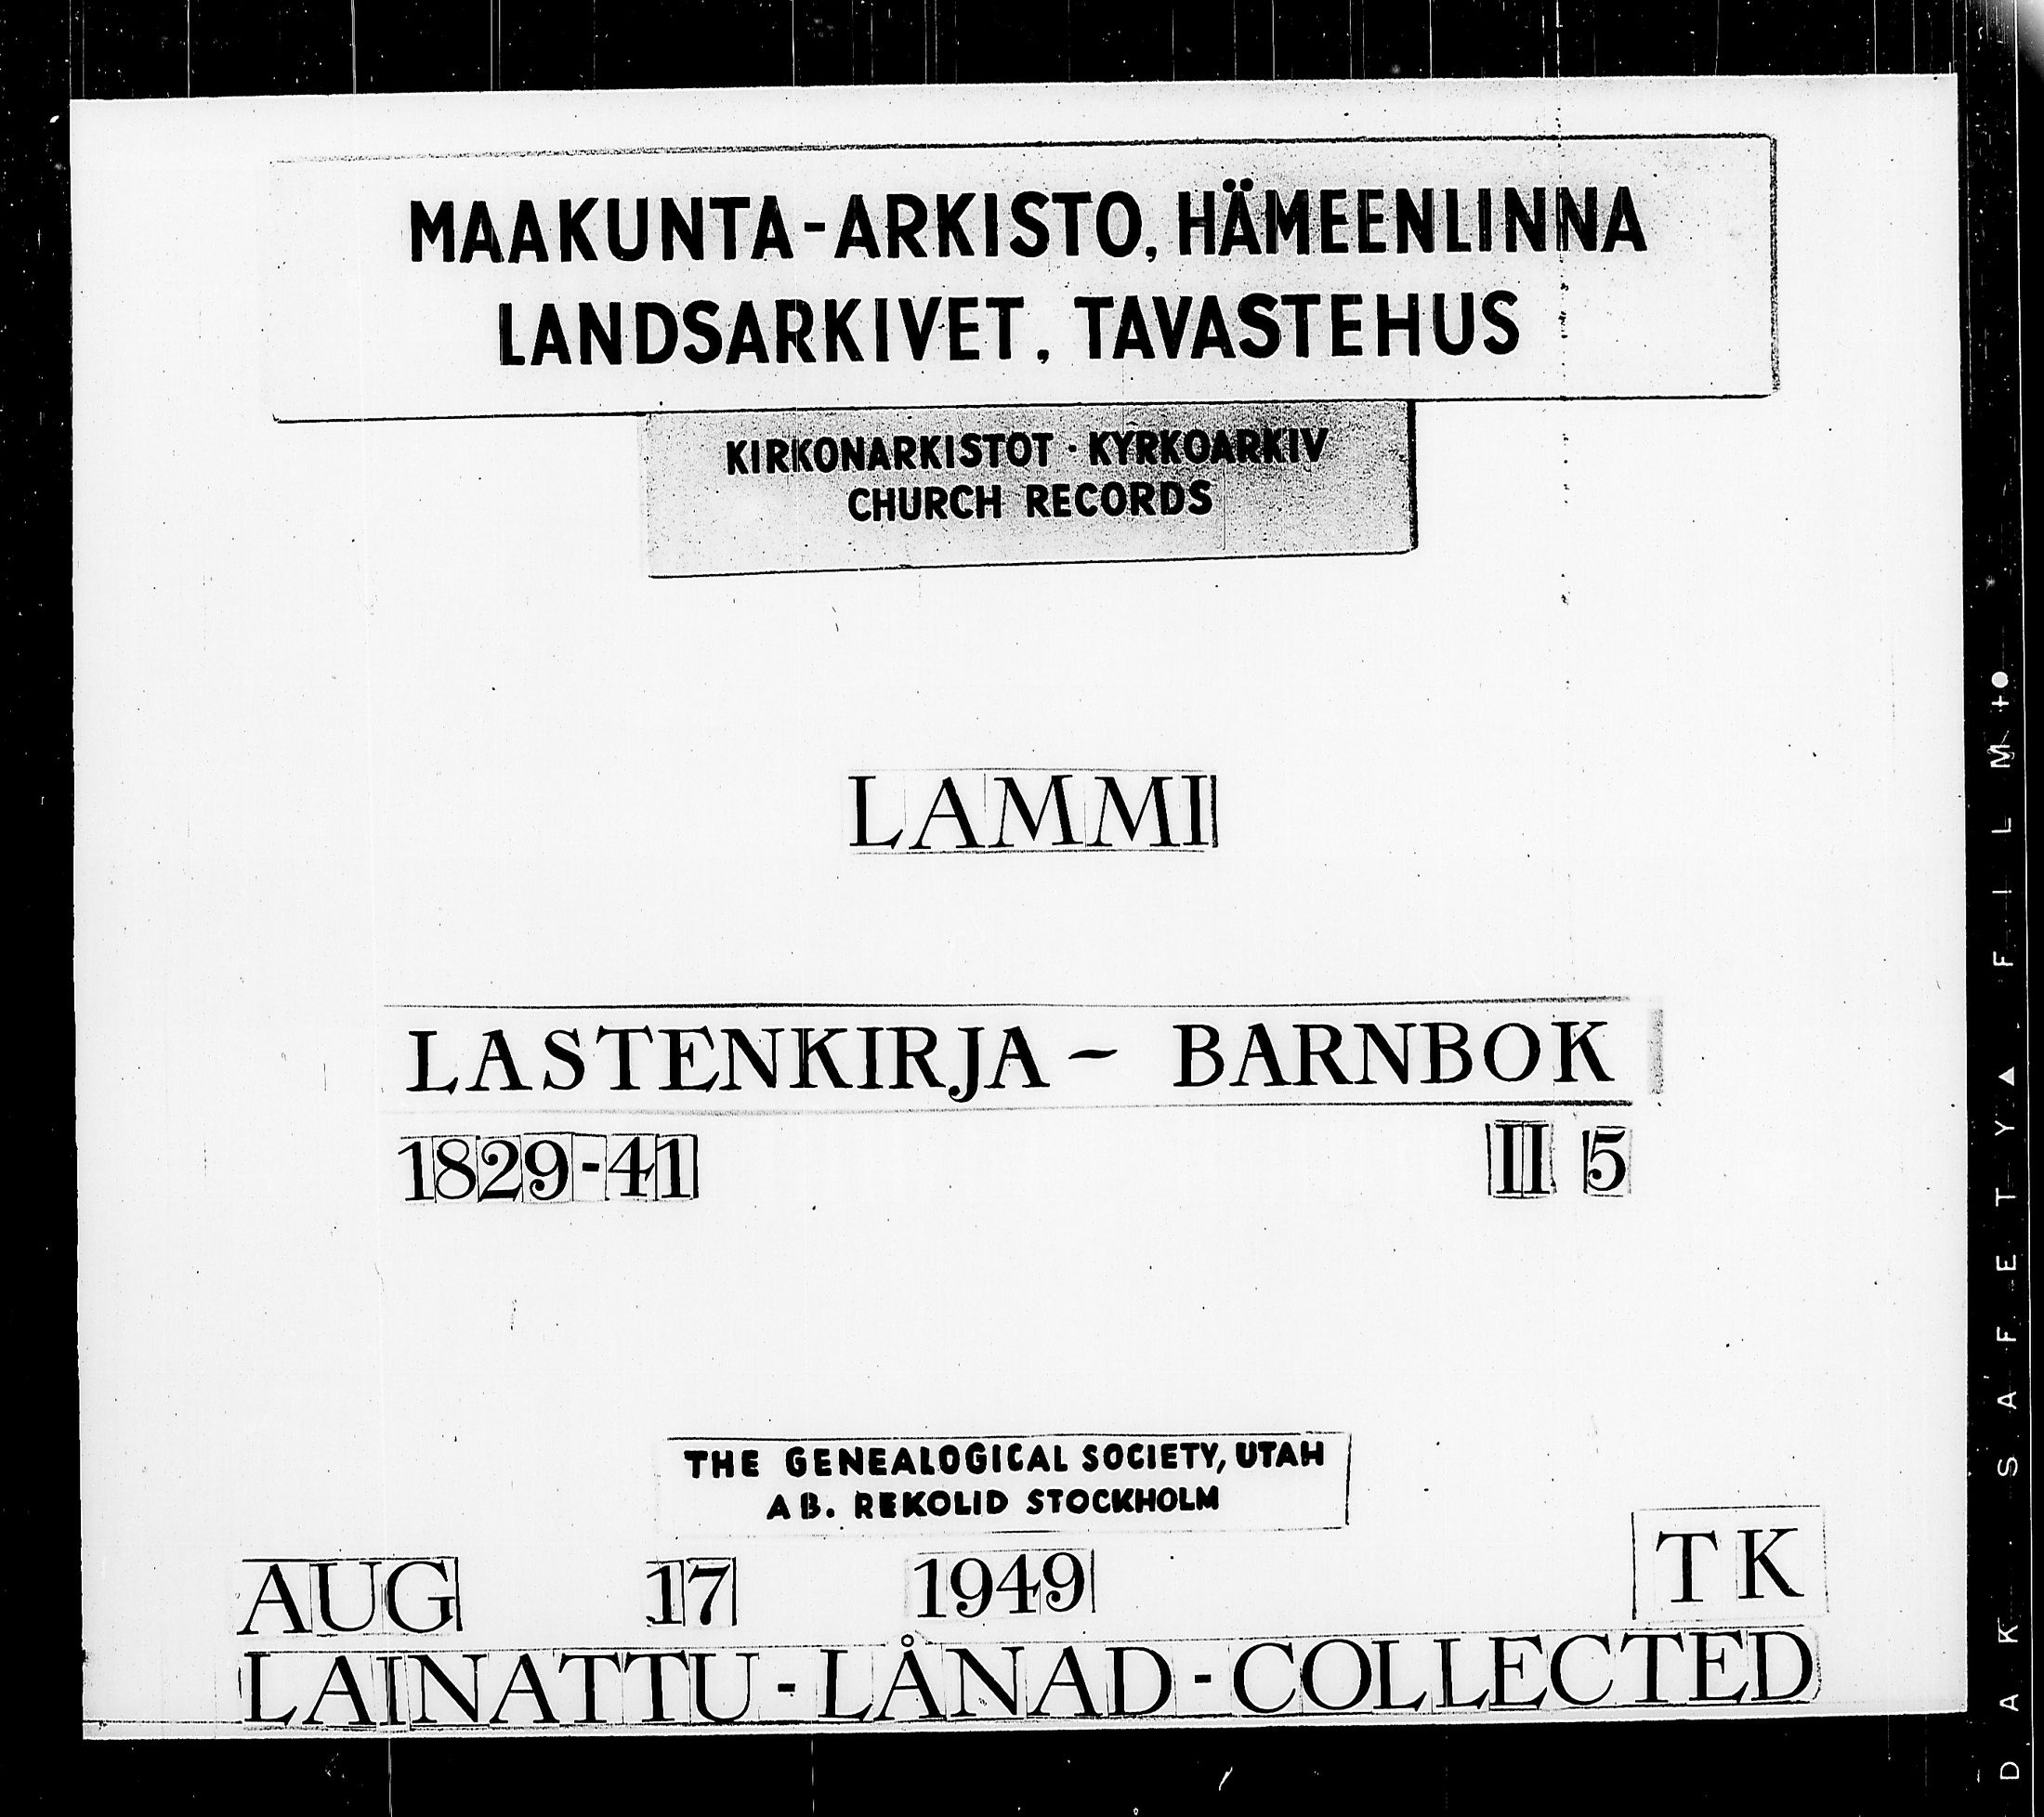 MAAKUNTA-ARKISTO, HÄMEENLINNA
LANDSARKIVET, TAVASTEHUS
KIRKONARKISTOT · KYRKOARKIV
CHURCH RECORDS
LAMMI
LASTENKIRJA - BARNBOK
1829-41 II 5
THE GENEALOGICAL SOCIETY, UTAH
AB. REKOLID STOCKHOLM
TK
AUG 17 1949
LAINATTU-LÅNAD-COLLECTED
DAK SAFETY▲FILM